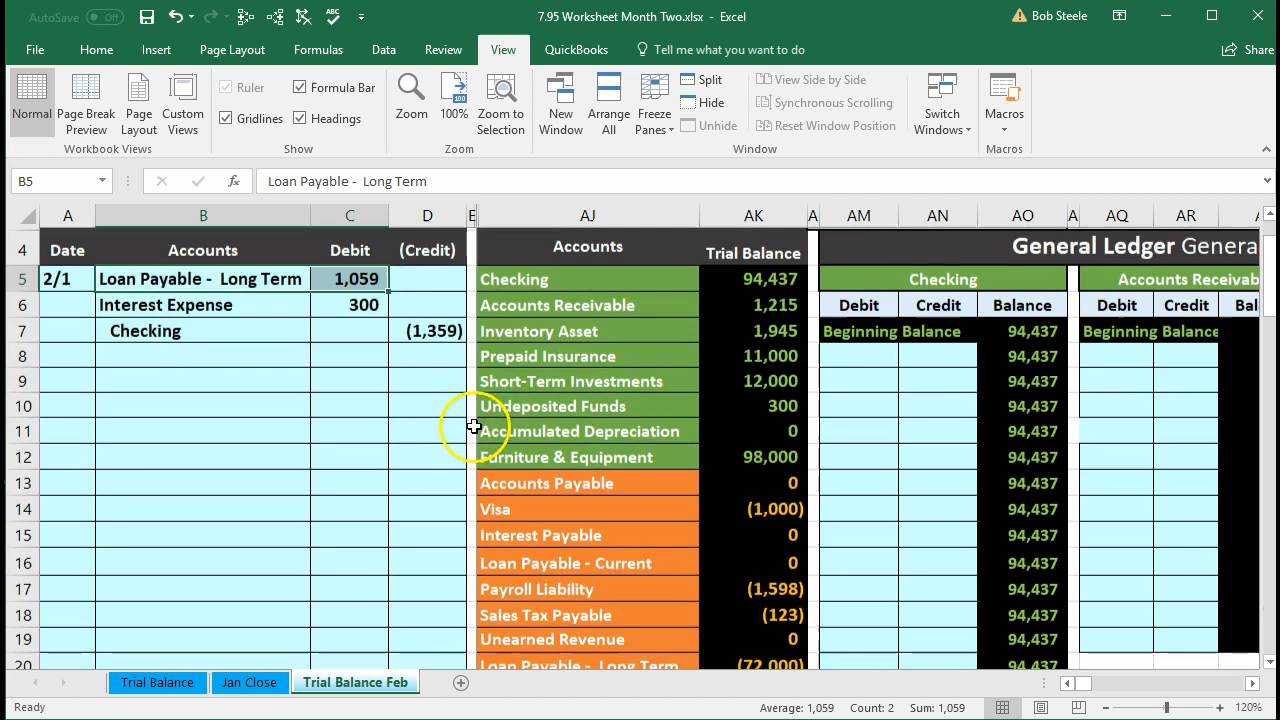 AutoSave Off 7.95 Worksheet Month Two.xlsx - Excel Bob Steele
File Home Insert Page Layout Formulas Data Review View QuickBooks Tell me what you want to do Share
Normal Page Break Preview Page Layout Custom Views
Workbook Views
Ruler Formula Bar
Gridlines Headings
Show
Zoom 100% Zoom to Selection
Zoom
New Window Arrange All Freeze Panes
Split
Hide
Unhide
View Side by Side
Synchronous Scrolling
Reset Window Position
Switch Windows
Window
Macros
Macros
B5 fx Loan Payable - Long Term
A B C D E AJ AK A AM AN AO A AQ AR
4 Date Accounts Debit (Credit) Accounts Trial Balance General Ledger Genera
5 2/1 Loan Payable - Long Term 1,059 Checking 94,437 Checking Accounts Receivab
6 Interest Expense 300 Accounts Receivable 1,215 Debit Credit Balance Debit Credit Bal
7 Checking (1,359) Inventory Asset 1,945 Beginning Balance 94,437 Beginning Balance
8 Prepaid Insurance 11,000 94,437
9 Short-Term Investments 12,000 94,437
10 Undeposited Funds 300 94,437
11 Accumulated Depreciation 0 94,437
12 Furniture & Equipment 98,000 94,437
13 Accounts Payable 0 94,437
14 Visa (1,000) 94,437
15 Interest Payable 0 94,437
16 Loan Payable - Current 0 94,437
17 Payroll Liability (1,598) 94,437
18 Sales Tax Payable (123) 94,437
19 Unearned Revenue 0 94,437
20 Loan Payable - Long Term (72,000) 94,437
Trial Balance Jan Close Trial Balance Feb
Ready Average: 1,059 Count: 2 Sum: 1,059 120%